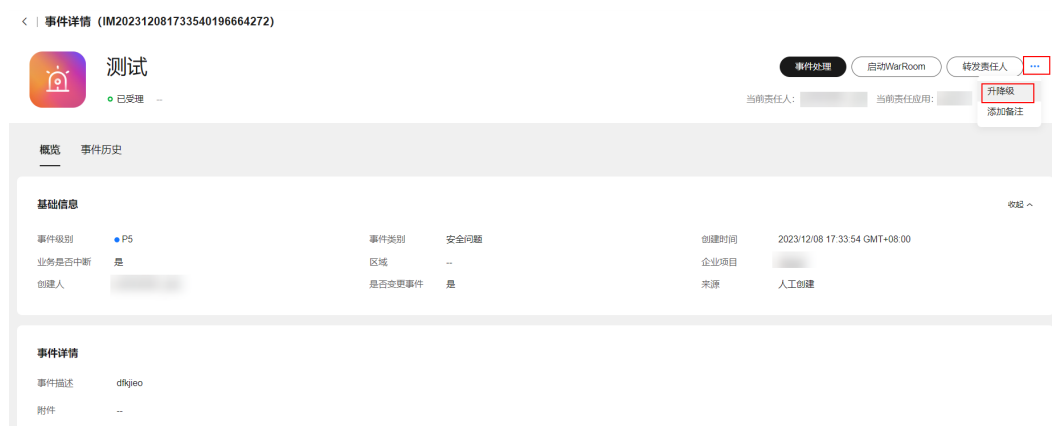 事件详情（IM202312081733540196664272）
测试
已受理 --
事件处理 启动WarRoom 转发责任人 ···
当前责任人： 当前责任应用：
升降级
添加备注
概览 事件历史
基础信息 收起
事件级别 P5 事件类别 安全问题 创建时间 2023/12/08 17:33:54 GMT+08:00
业务是否中断 是 区域 -- 企业项目
创建人 是否变更事件 是 来源 人工创建
事件详情
事件描述 dfkjieo
附件 --